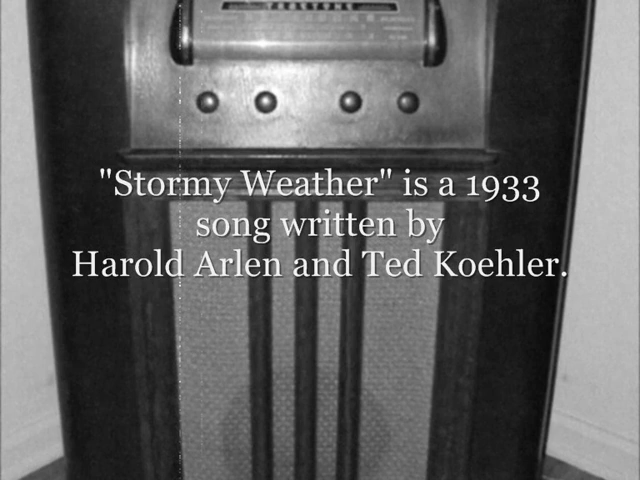 "Stormy Weather" is a 1933
song written by
Harold Arlen and Ted Koehler.